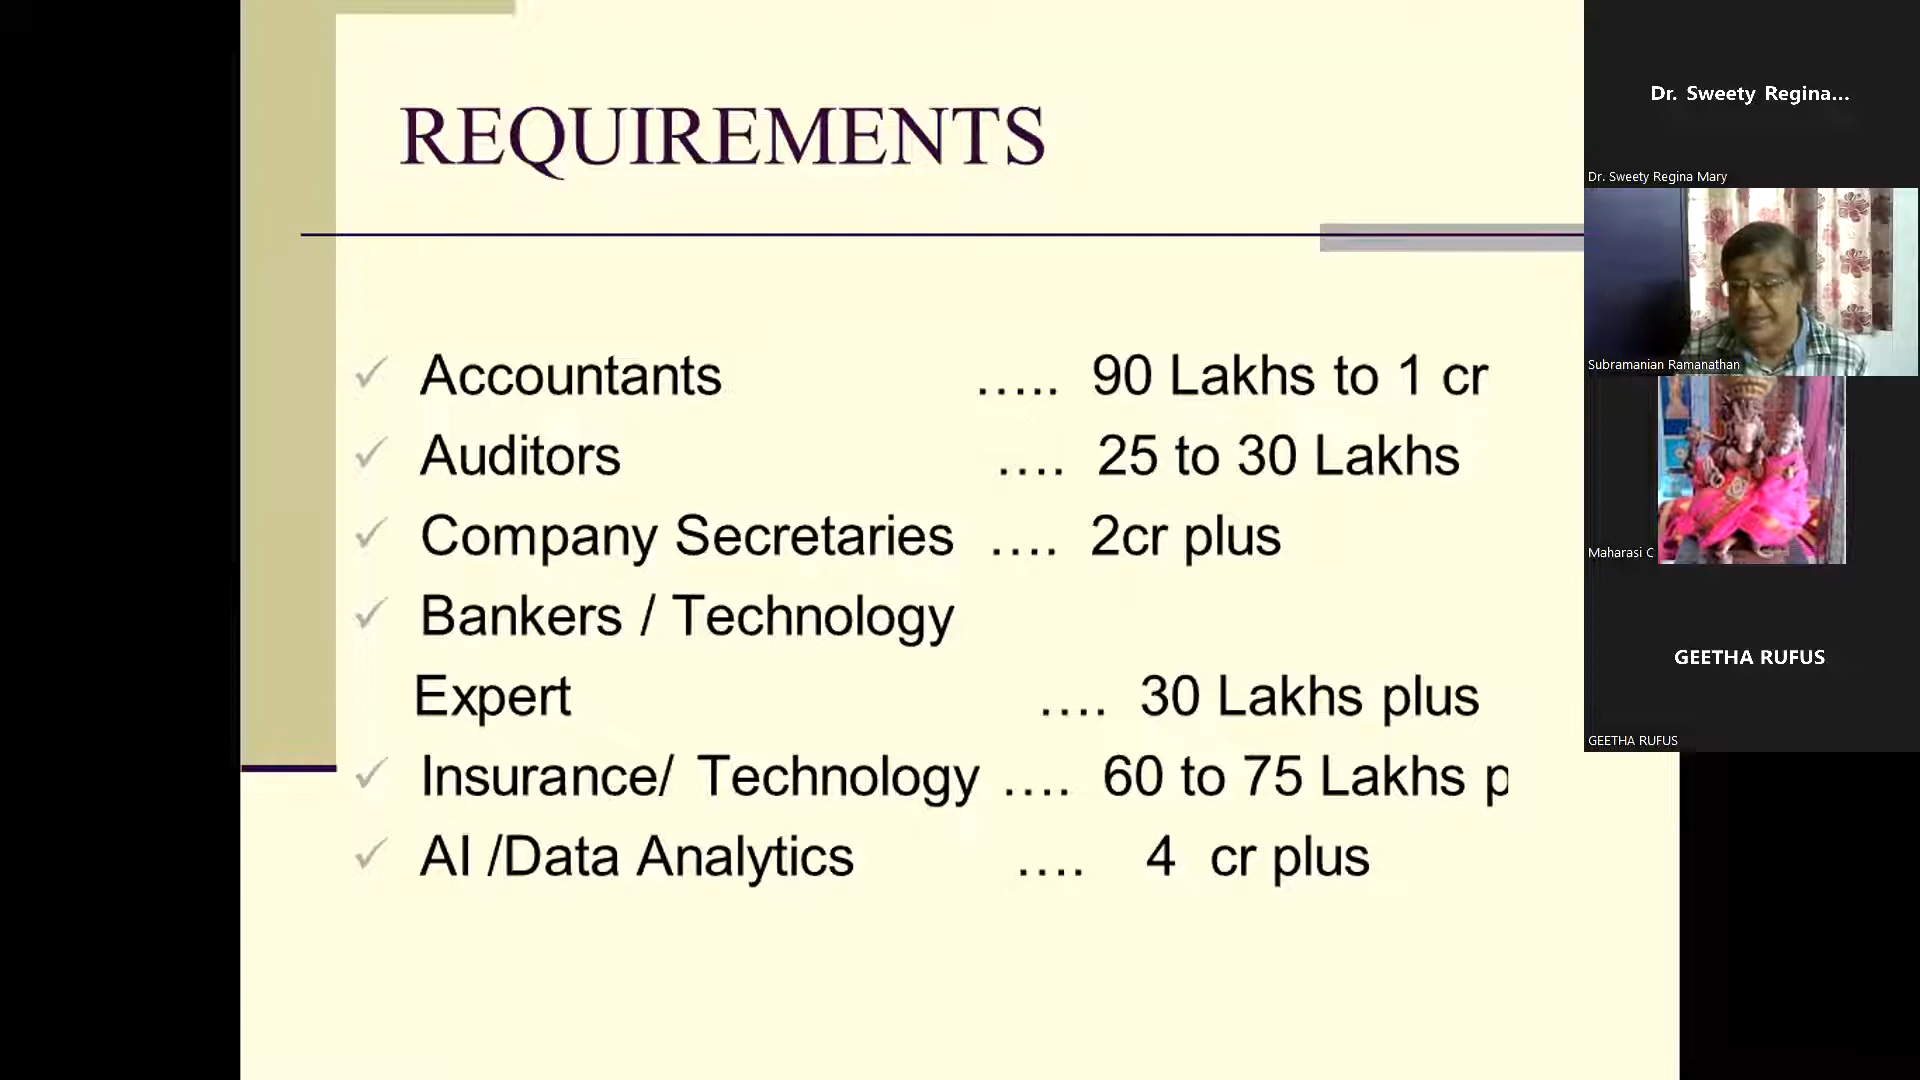 REQUIREMENTS
✓ Accountants ..... 90 Lakhs to 1 cr
✓ Auditors .... 25 to 30 Lakhs
✓ Company Secretaries .... 2cr plus
✓ Bankers / Technology
Expert .... 30 Lakhs plus
✓ Insurance/ Technology .... 60 to 75 Lakhs p
✓ AI /Data Analytics .... 4 cr plus
Dr. Sweety Regina...
Dr. Sweety Regina Mary
Subramanian Ramanathan
Maharasi C
GEETHA RUFUS
GEETHA RUFUS